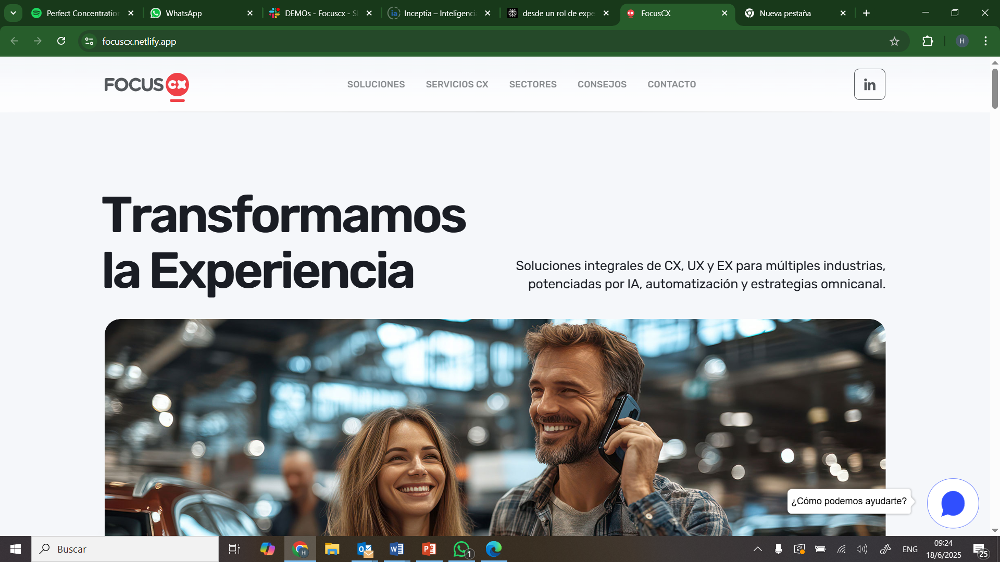 Perfect Concentration
WhatsApp
DEMOs - Focuscx - Sl
Inceptia – Inteligenci
desde un rol de expe
FocusCX
Nueva pestaña
focuscx.netlify.app
H
FOCUS CX
SOLUCIONES
SERVICIOS CX
SECTORES
CONSEJOS
CONTACTO
in
Transformamos
la Experiencia
Soluciones integrales de CX, UX y EX para múltiples industrias,
potenciadas por IA, automatización y estrategias omnicanal.
¿Cómo podemos ayudarte?
Buscar
1
ENG
09:24
18/6/2025
25